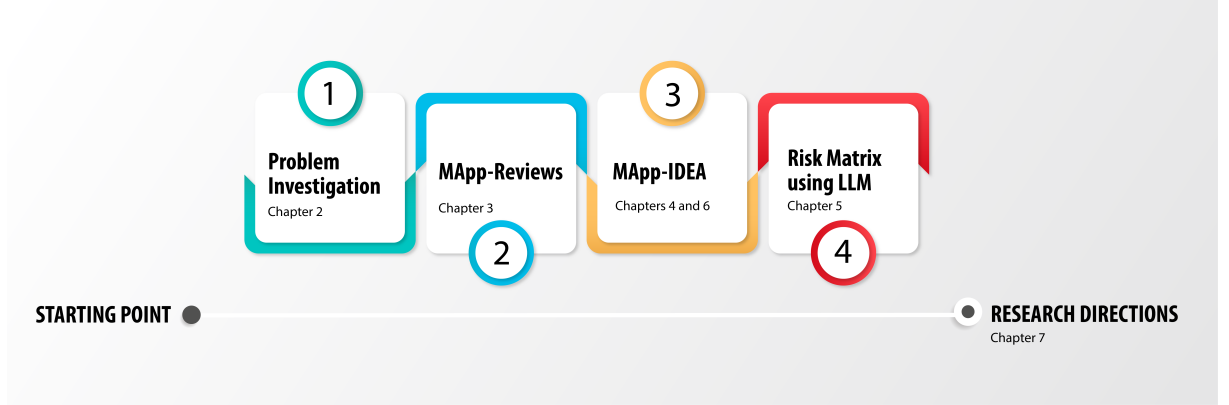 1
Problem
Investigation
Chapter 2
MApp-Reviews
Chapter 3
2
3
MApp-IDEA
Chapters 4 and 6
Risk Matrix
using LLM
Chapter 5
4
STARTING POINT
RESEARCH DIRECTIONS
Chapter 7